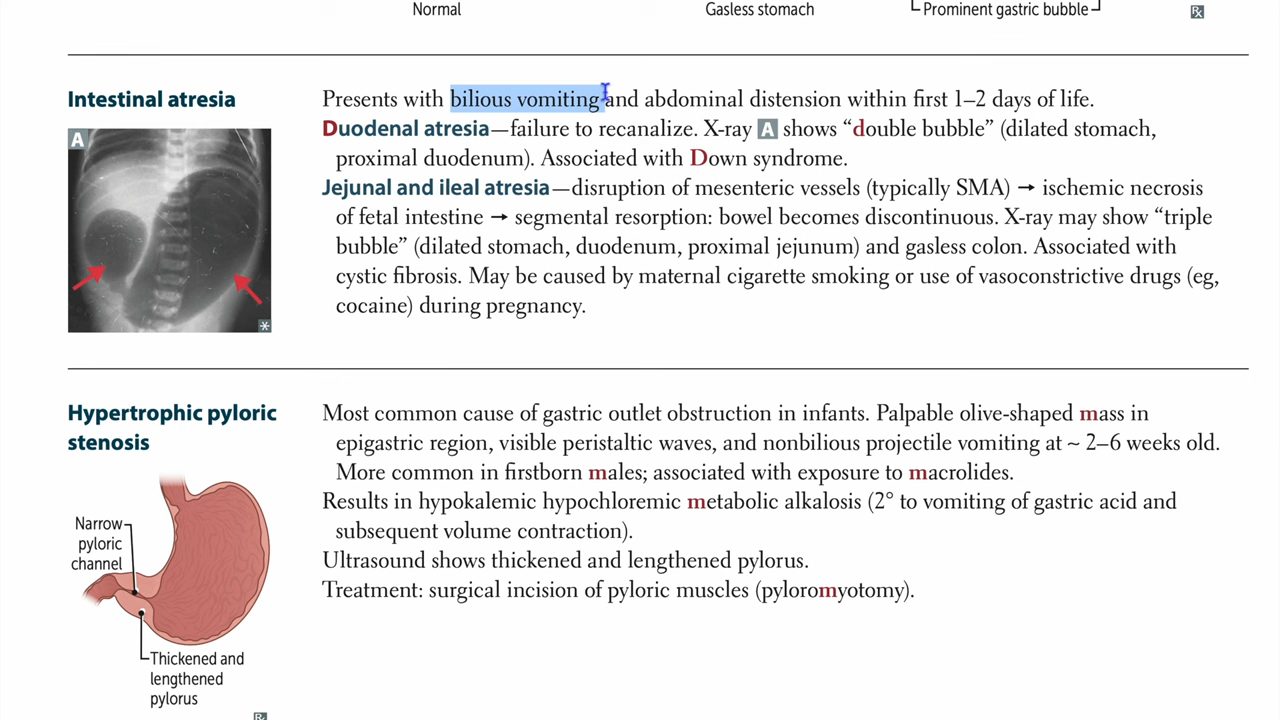 Normal
Gasless stomach
Prominent gastric bubble
Rx
Intestinal atresia
A
*
Presents with bilious vomiting and abdominal distension within first 1–2 days of life.
Duodenal atresia—failure to recanalize. X-ray A shows “double bubble” (dilated stomach,
proximal duodenum). Associated with Down syndrome.
Jejunal and ileal atresia—disruption of mesenteric vessels (typically SMA) → ischemic necrosis
of fetal intestine → segmental resorption: bowel becomes discontinuous. X-ray may show “triple
bubble” (dilated stomach, duodenum, proximal jejunum) and gasless colon. Associated with
cystic fibrosis. May be caused by maternal cigarette smoking or use of vasoconstrictive drugs (eg,
cocaine) during pregnancy.
Hypertrophic pyloric
stenosis
Narrow
pyloric
channel
Thickened and
lengthened
pylorus
Rx
Most common cause of gastric outlet obstruction in infants. Palpable olive-shaped mass in
epigastric region, visible peristaltic waves, and nonbilious projectile vomiting at ~ 2–6 weeks old.
More common in firstborn males; associated with exposure to macrolides.
Results in hypokalemic hypochloremic metabolic alkalosis (2° to vomiting of gastric acid and
subsequent volume contraction).
Ultrasound shows thickened and lengthened pylorus.
Treatment: surgical incision of pyloric muscles (pyloromyotomy).